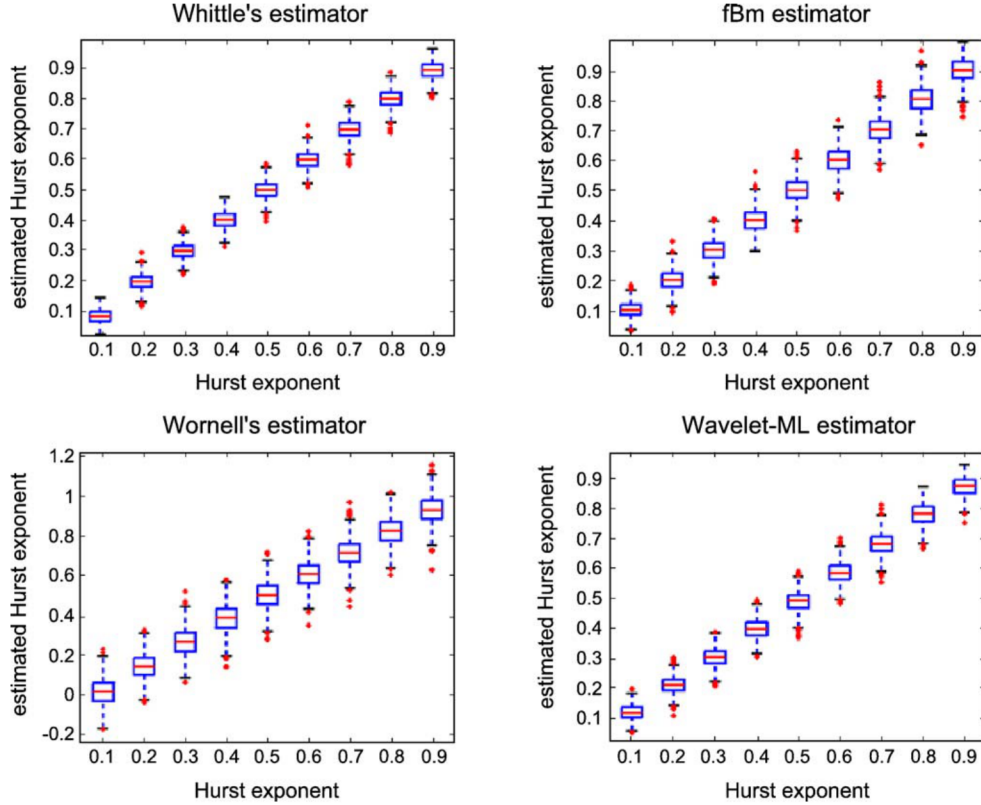 Whittle's estimator
estimated Hurst exponent
0.9
0.8
0.7
0.6
0.5
0.4
0.3
0.2
0.1
0.1 0.2 0.3 0.4 0.5 0.6 0.7 0.8 0.9
Hurst exponent
fBm estimator
estimated Hurst exponent
0.9
0.8
0.7
0.6
0.5
0.4
0.3
0.2
0.1
0.1 0.2 0.3 0.4 0.5 0.6 0.7 0.8 0.9
Hurst exponent
Wornell's estimator
estimated Hurst exponent
1.2
1
0.8
0.6
0.4
0.2
0
-0.2
0.1 0.2 0.3 0.4 0.5 0.6 0.7 0.8 0.9
Hurst exponent
Wavelet-ML estimator
estimated Hurst exponent
0.9
0.8
0.7
0.6
0.5
0.4
0.3
0.2
0.1
0.1 0.2 0.3 0.4 0.5 0.6 0.7 0.8 0.9
Hurst exponent